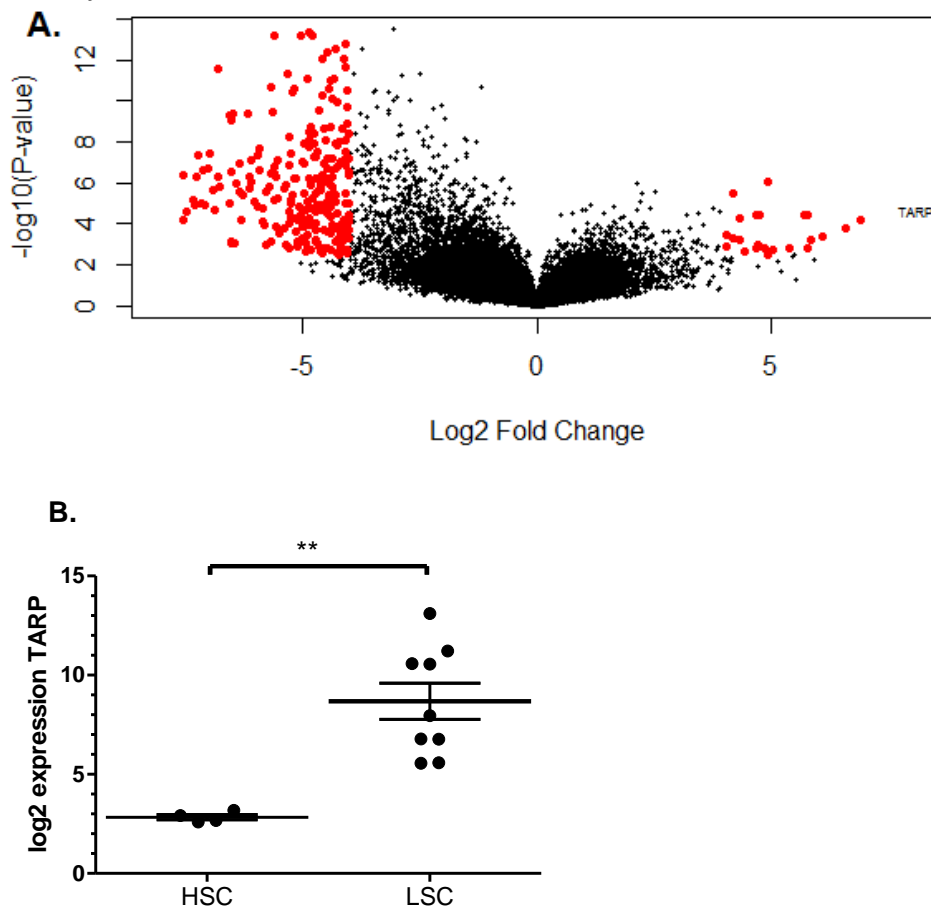 A.
-log10(P-value)
12
8
6
4
2
0
TARP
-5 0 5
Log2 Fold Change
B.
**
log2 expression TARP
15
10
5
0
HSC LSC